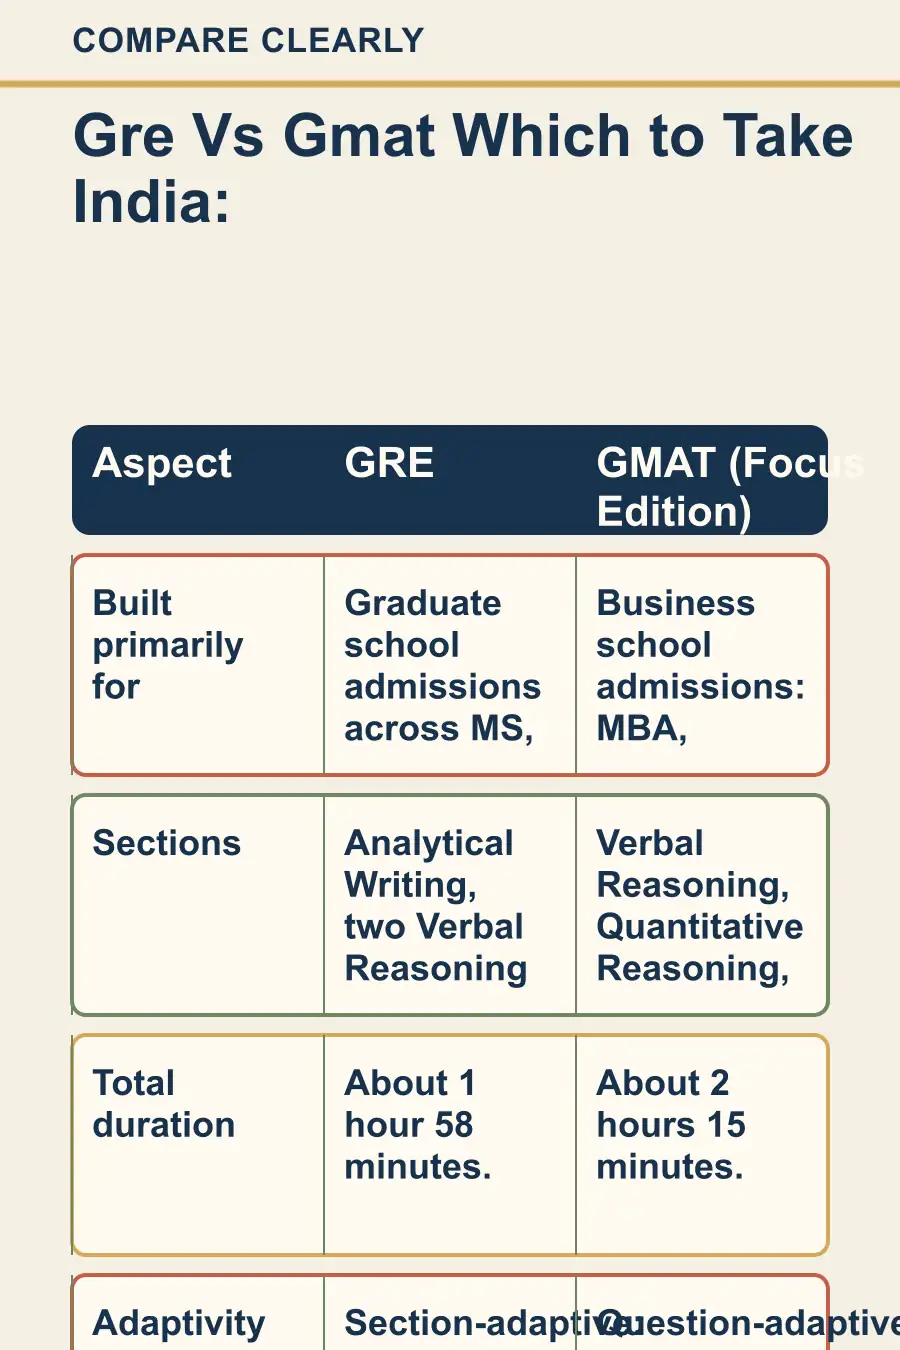 COMPARE CLEARLY
Gre Vs Gmat Which to Take
India:
Aspect
GRE
GMAT (Focus
Edition)
Built
primarily
for
Graduate
school
admissions
across MS,
Business
school
admissions:
MBA,
Sections
Analytical
Writing,
two Verbal
Reasoning
Verbal
Reasoning,
Quantitative
Reasoning,
Total
duration
About 1
hour 58
minutes.
About 2
hours 15
minutes.
Adaptivity
Section-adaptive:
Question-adaptive